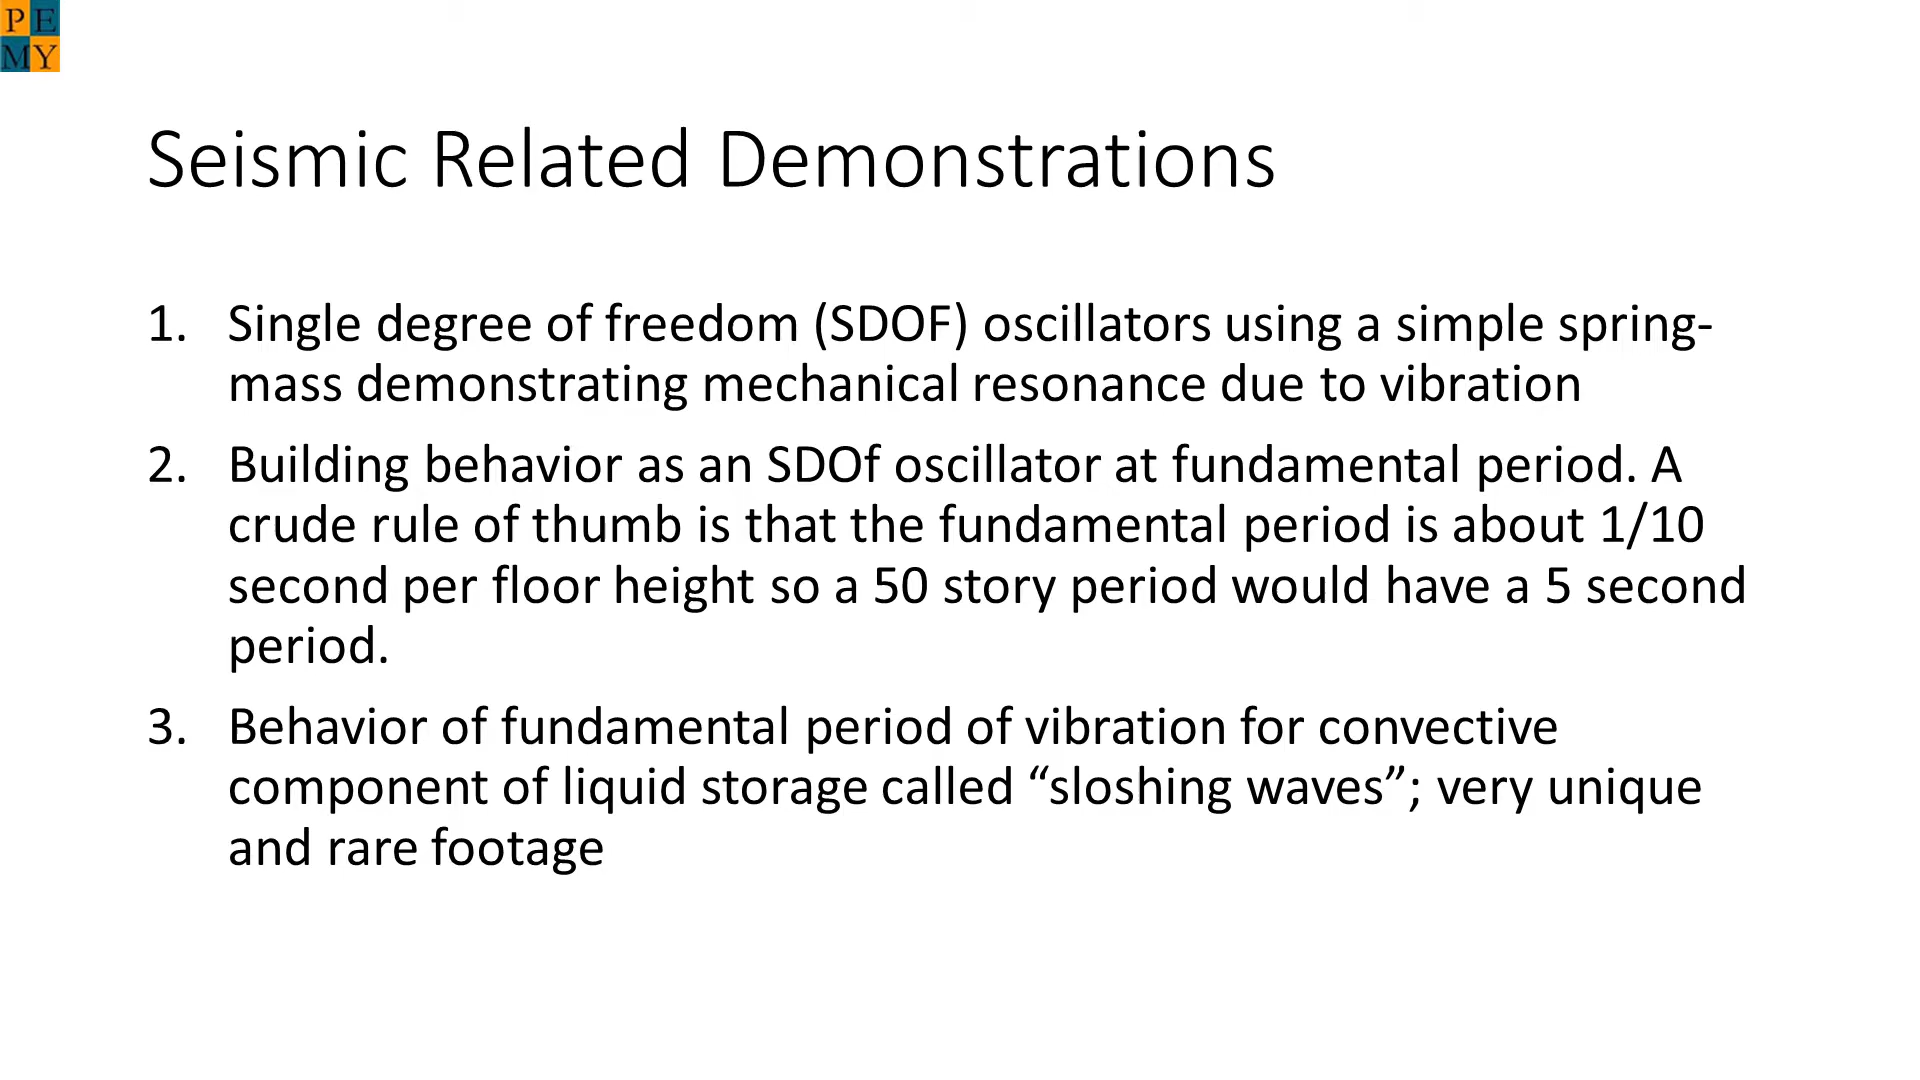 P E
M Y
Seismic Related Demonstrations
1. Single degree of freedom (SDOF) oscillators using a simple spring-
mass demonstrating mechanical resonance due to vibration
2. Building behavior as an SDOf oscillator at fundamental period. A
crude rule of thumb is that the fundamental period is about 1/10
second per floor height so a 50 story period would have a 5 second
period.
3. Behavior of fundamental period of vibration for convective
component of liquid storage called “sloshing waves”; very unique
and rare footage